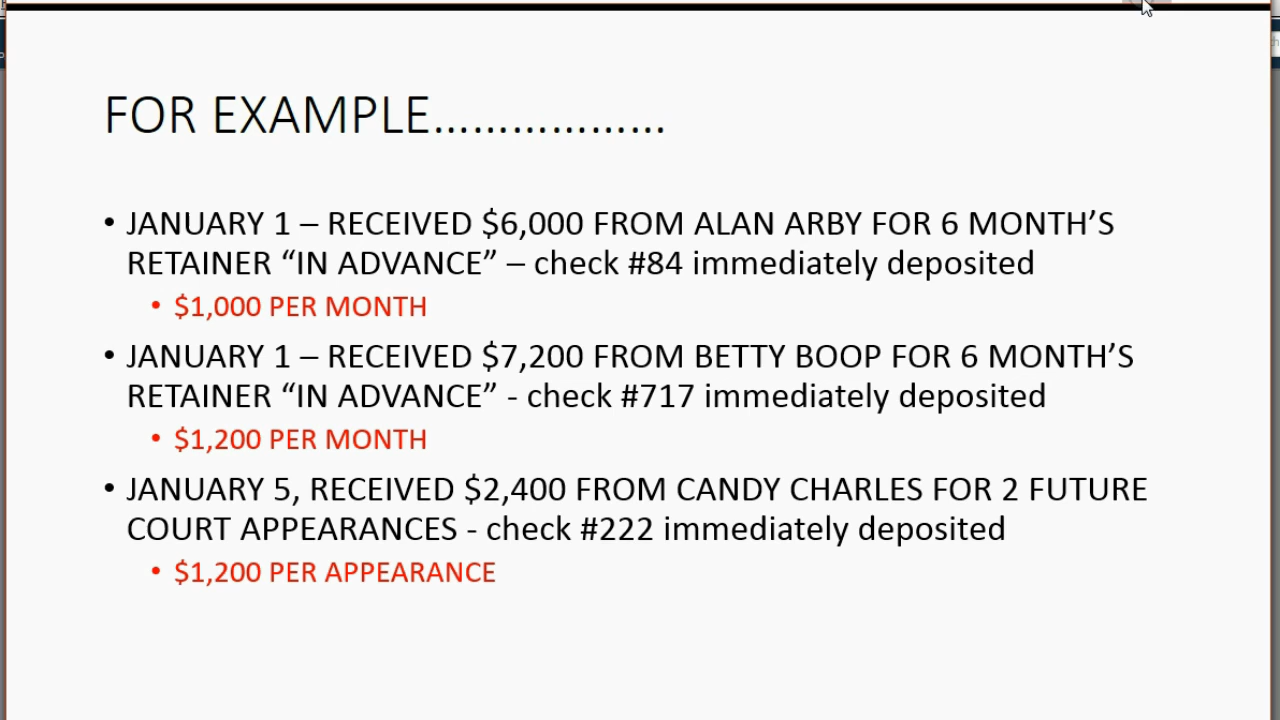 FOR EXAMPLE………………
• JANUARY 1 – RECEIVED $6,000 FROM ALAN ARBY FOR 6 MONTH’S
RETAINER “IN ADVANCE” – check #84 immediately deposited
• $1,000 PER MONTH
• JANUARY 1 – RECEIVED $7,200 FROM BETTY BOOP FOR 6 MONTH’S
RETAINER “IN ADVANCE” - check #717 immediately deposited
• $1,200 PER MONTH
• JANUARY 5, RECEIVED $2,400 FROM CANDY CHARLES FOR 2 FUTURE
COURT APPEARANCES - check #222 immediately deposited
• $1,200 PER APPEARANCE